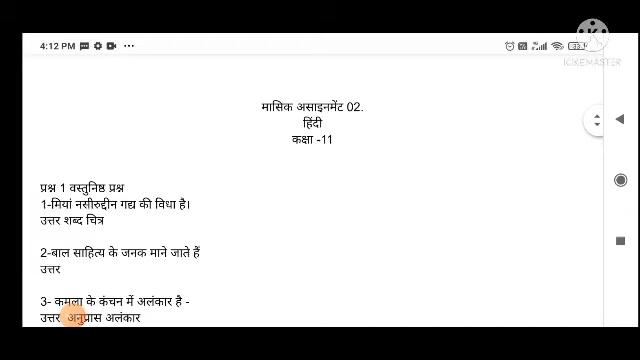 4:12 PM
KINEMASTER
मासिक असाइनमेंट 02.
हिंदी
कक्षा -11
प्रश्न 1 वस्तुनिष्ठ प्रश्न
1-मियां नसीरुद्दीन गद्य की विधा है।
उत्तर शब्द चित्र
2-बाल साहित्य के जनक माने जाते हैं
उत्तर
3- कमला के कंचन में अलंकार है -
उत्तर अनुप्रास अलंकार